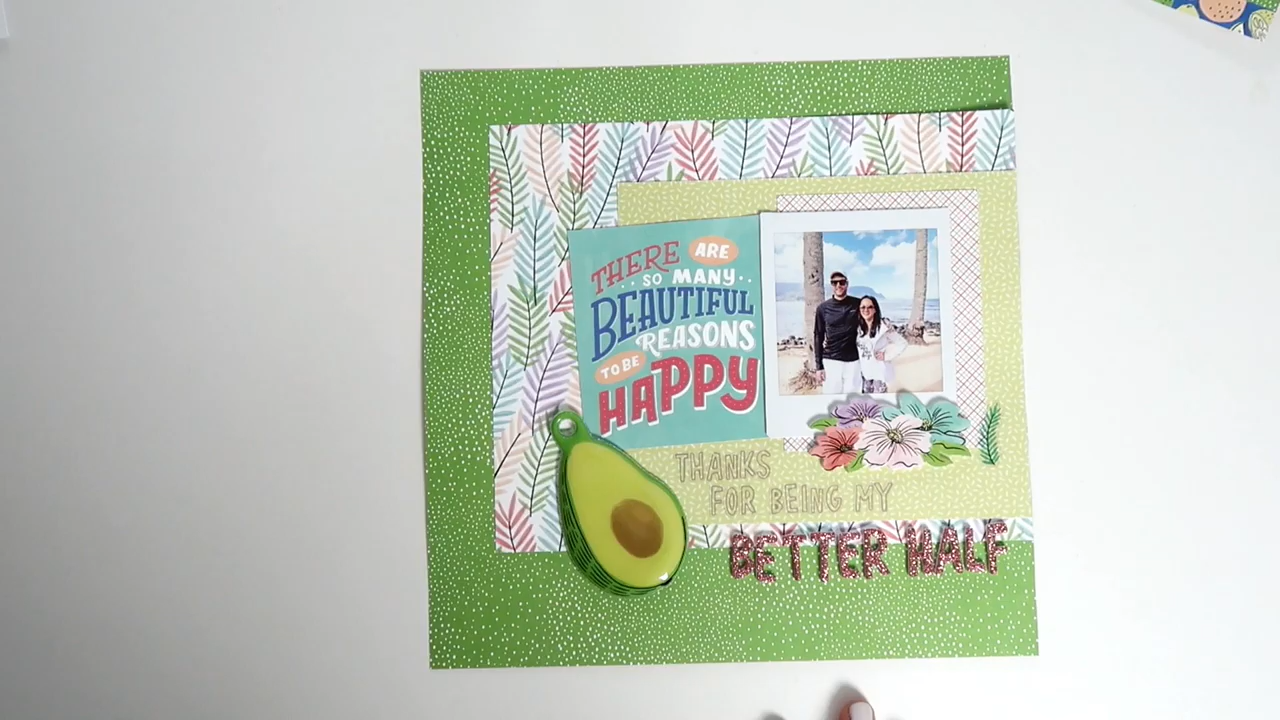 THERE ARE
SO MANY
BEAUTIFUL
REASONS
TO BE
HAPPY
THANKS
FOR BEING MY
BETTER HALF